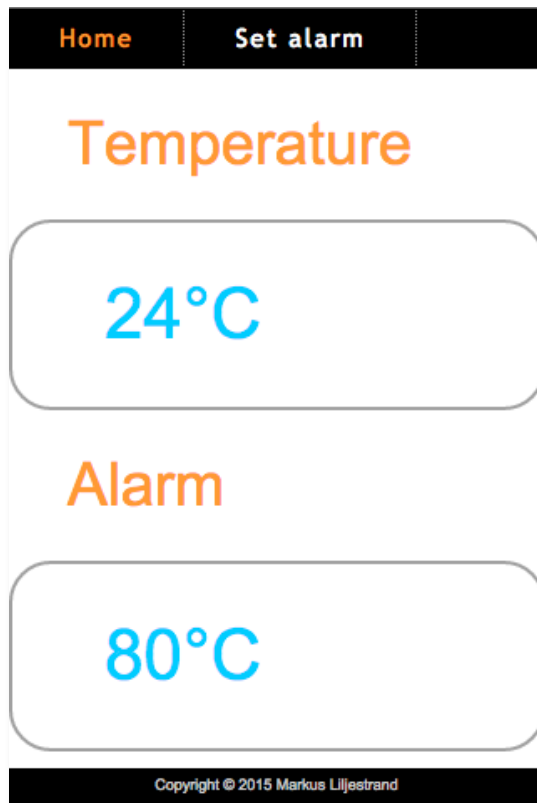 Home Set alarm
Temperature
24°C
Alarm
80°C
Copyright © 2015 Markus Liljestrand